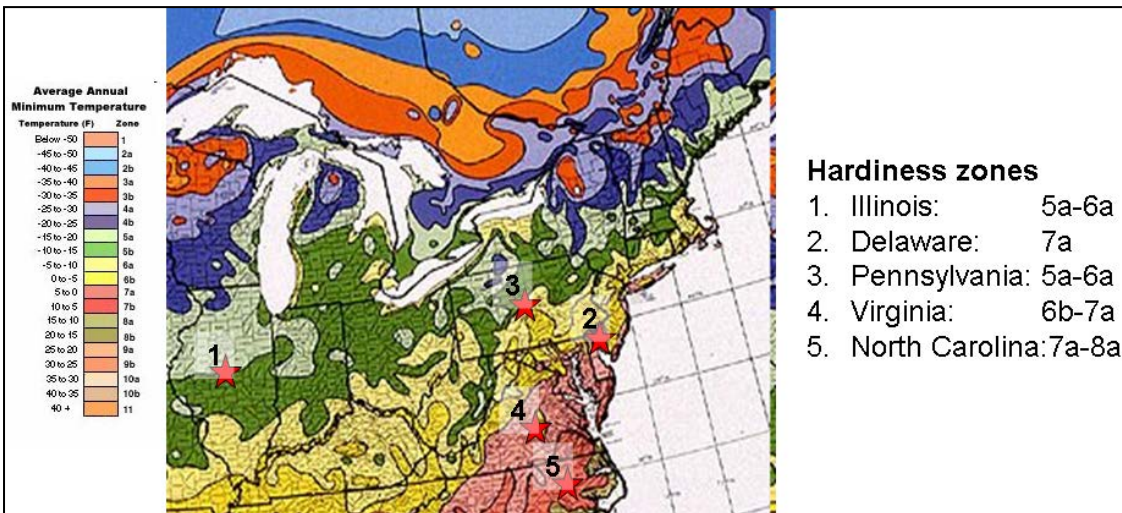 Average Annual
Minimum Temperature
Temperature (F) Zone
Below -50 1
-45 to -50 2a
-40 to -45 2b
-35 to -40 3a
-30 to -35 3b
-25 to -30 4a
-20 to -25 4b
-15 to -20 5a
-10 to -15 5b
-5 to -10 6a
0 to -5 6b
5 to 0 7a
10 to 5 7b
15 to 10 8a
20 to 15 8b
25 to 20 9a
30 to 25 9b
35 to 30 10a
40 to 35 10b
40 + 11
3
2
1
4
5
Hardiness zones
1. Illinois: 5a-6a
2. Delaware: 7a
3. Pennsylvania: 5a-6a
4. Virginia: 6b-7a
5. North Carolina:7a-8a